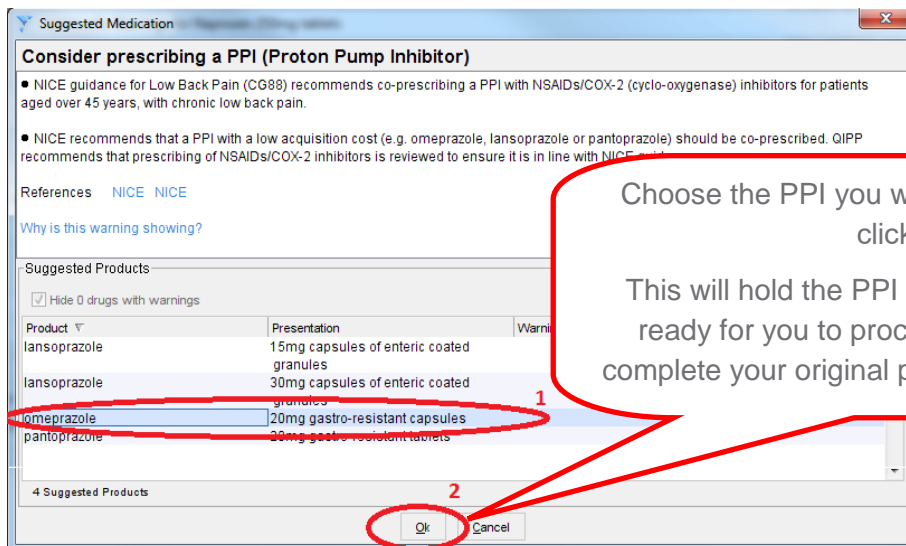 Suggested Medication
Consider prescribing a PPI (Proton Pump Inhibitor)
● NICE guidance for Low Back Pain (CG88) recommends co-prescribing a PPI with NSAIDs/COX-2 (cyclo-oxygenase) inhibitors for patients
aged over 45 years, with chronic low back pain.
● NICE recommends that a PPI with a low acquisition cost (e.g. omeprazole, lansoprazole or pantoprazole) should be co-prescribed. QIPP
recommends that prescribing of NSAIDs/COX-2 inhibitors is reviewed to ensure it is in line with NICE
References NICE NICE
Why is this warning showing?
Choose the PPI you w
click
This will hold the PPI
ready for you to proc
complete your original p
Suggested Products
Hide 0 drugs with warnings
Product Presentation Warni
lansoprazole 15mg capsules of enteric coated
granules
lansoprazole 30mg capsules of enteric coated
granules
1
omeprazole 20mg gastro-resistant capsules
pantoprazole 20mg gastro-resistant tablets
4 Suggested Products
2
Ok Cancel